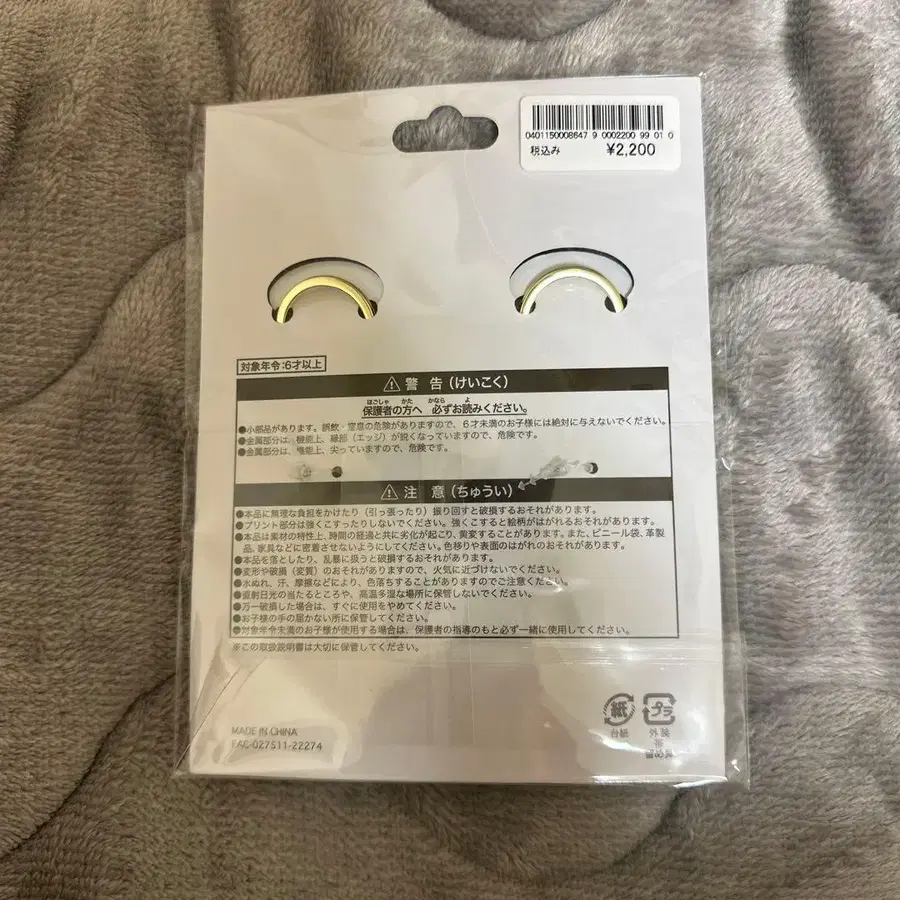 0401150008647 9 0002200 99 01 0
税込み ¥2,200
対象年令:6才以上
警告(けいこく)
保護者の方へ 必ずお読みください。
●小部品があります。誤飲・窒息の危険がありますので、6才未満のお子様には絶対に与えないでください。
●金属部分は、機能上、縁部(エッジ)が鋭くなっていますので、危険です。
●金属部分は、機能上、尖っていますので、危険です。
注意(ちゅうい)
●本品に無理な負担をかけたり(引っ張ったり)振り回すと破損するおそれがあります。
●プリント部分は強くこすったりしないでください。強くこすると絵柄がはがれるおそれがあります。
●本品は素材の特性上、時間の経過と共に劣化が起こり、黄変することがあります。また、ビニール袋、革製
品、家具などに密着させないようにしてください。色移りや表面のはがれのおそれがあります。
●本品を落としたり、乱暴に扱うと破損するおそれがあります。
●変形や破損(変質)のおそれがありますので、火気に近づけないでください。
●水ぬれ、汗、摩擦などにより、色落ちすることがありますのでご注意ください。
●直射日光の当たるところや、高温多湿な場所に保管しないでください。
●万一破損した場合は、すぐに使用をやめてください。
●お子様の手の届かない所に保管してください。
●対象年令未満のお子様が使用する場合は、保護者の指導のもと必ず一緒に使用してください。
※この取扱説明書は大切に保管してください。
紙 プラ
台紙 外装
袋
留め具
MADE IN CHINA
FAC-027511-22274